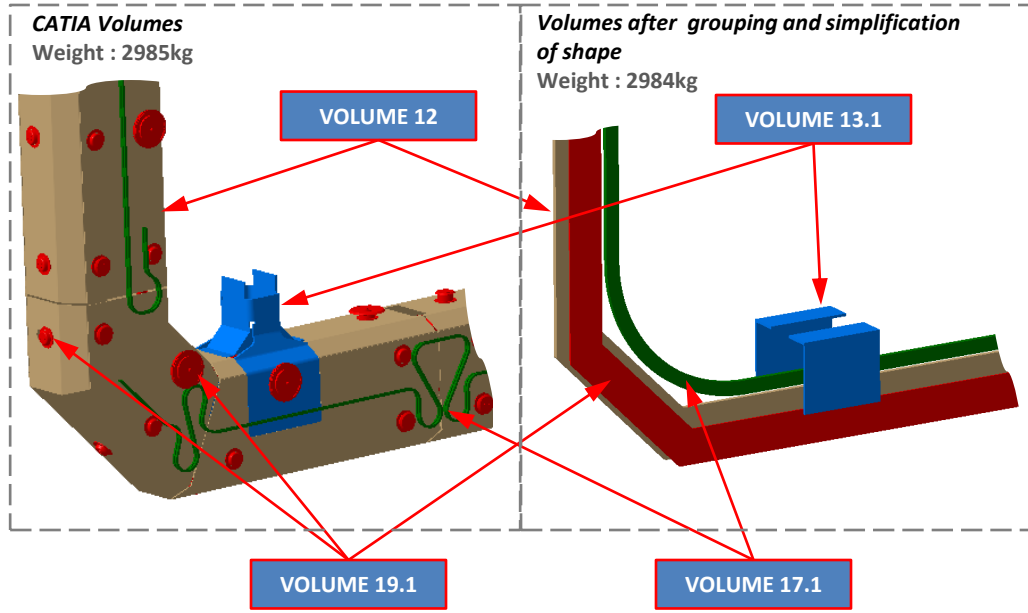 CATIA Volumes
Weight : 2985kg
Volumes after  grouping and simplification
of shape
Weight : 2984kg
VOLUME 12
VOLUME 13.1
VOLUME 19.1
VOLUME 17.1